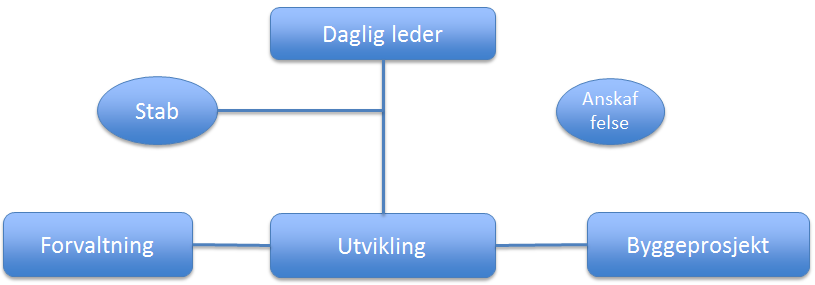 Daglig leder
Stab
Anskaf
felse
Forvaltning
Utvikling
Byggeprosjekt